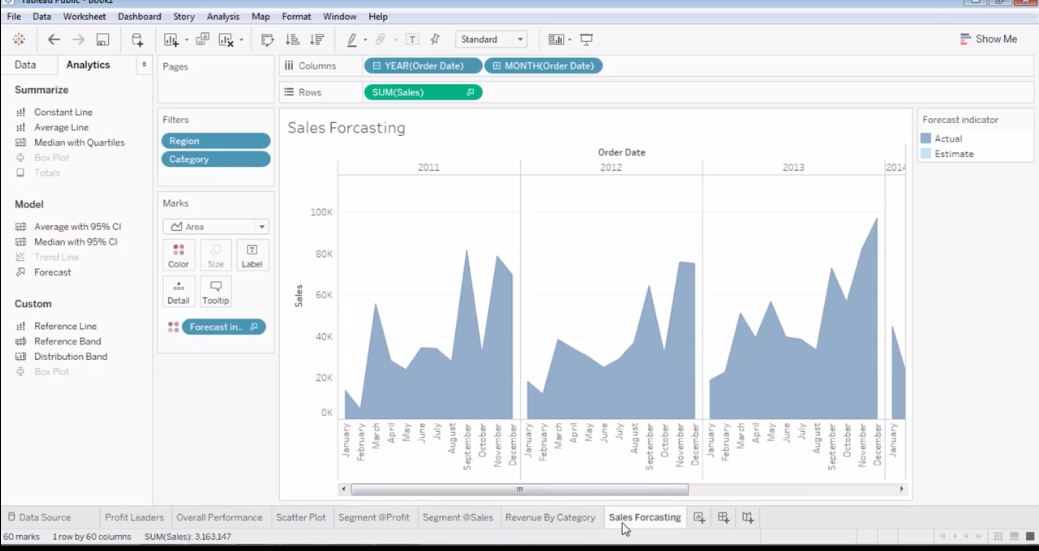 Tableau Public - Book1
File Data Worksheet Dashboard Story Analysis Map Format Window Help
Standard
Show Me
Data Analytics
Pages
Columns YEAR(Order Date) MONTH(Order Date)
Rows SUM(Sales)
Summarize
Constant Line
Average Line
Median with Quartiles
Box Plot
Totals
Model
Average with 95% CI
Median with 95% CI
Trend Line
Forecast
Custom
Reference Line
Reference Band
Distribution Band
Box Plot
Filters
Region
Category
Marks
Area
Color Size Label
Detail Tooltip
Forecast in..
Sales Forcasting
Order Date
2011 2012 2013 2014
Sales
100K
80K
60K
40K
20K
0K
January February March April May June July August September October November December January February March April May June July August September October November December January February March April May June July August September October November December January
Forecast indicator
Actual
Estimate
Data Source Profit Leaders Overall Performance Scatter Plot Segment @Profit Segment @Sales Revenue By Category Sales Forcasting
60 marks 1 row by 60 columns SUM(Sales): 3,163,147